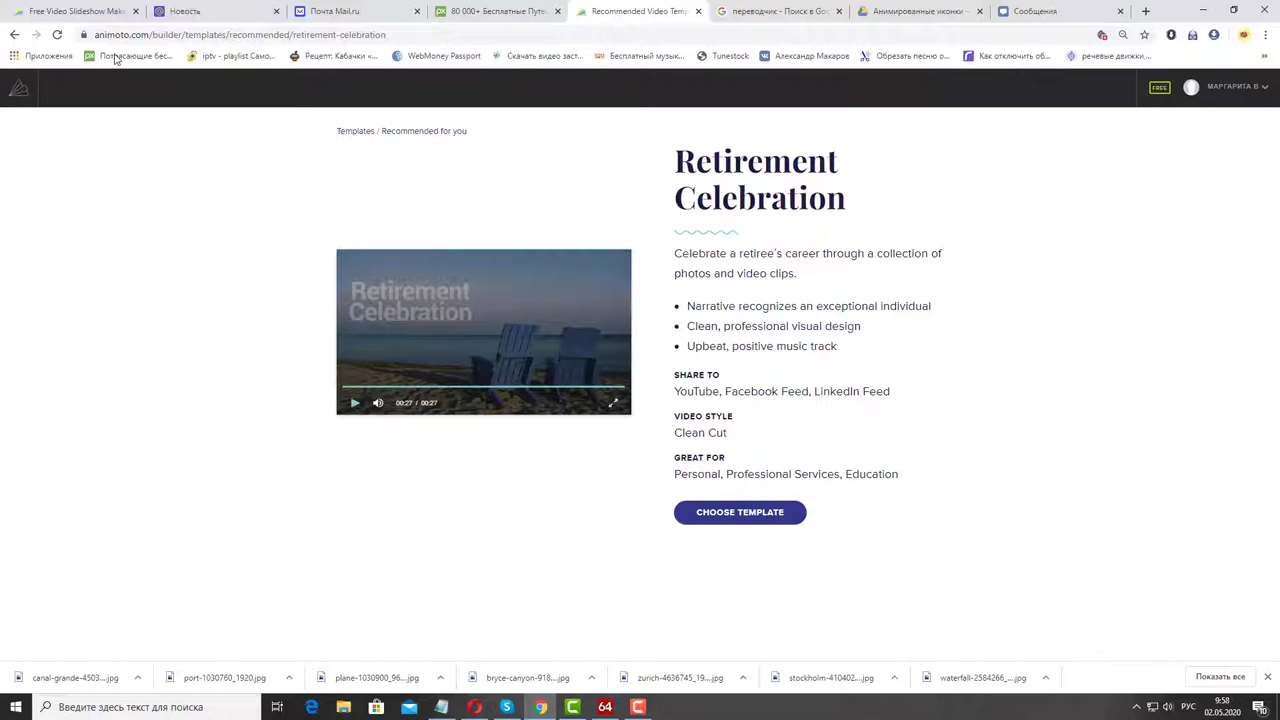 Free Video Slideshow Make
Новость
Почта Mail.ru
80 000+ Бесплатные Путе
Recommended Video Templ
переводчик - Поиск в Goo
Анимированные иконки –
Сообщения
animoto.com/builder/templates/recommended/retirement-celebration
Приложения
Потрясающие бес...
iptv - playlist Само...
Рецепт: Кабачки «...
WebMoney Passport
Скачать видео заст...
Бесплатный музык...
Tunestock
Александр Макаров
Обрезать песню о...
Как отключить об...
речевые движки,...
FREE
МАРГАРИТА В
Templates / Recommended for you
Retirement
Celebration
Celebrate a retiree's career through a collection of
photos and video clips.
• Narrative recognizes an exceptional individual
• Clean, professional visual design
• Upbeat, positive music track
SHARE TO
YouTube, Facebook Feed, LinkedIn Feed
VIDEO STYLE
Clean Cut
GREAT FOR
Personal, Professional Services, Education
CHOOSE TEMPLATE
Retirement
Celebration
00:27 / 00:27
canal-grande-4503....jpg
port-1030760_1920.jpg
plane-1030900_96....jpg
bryce-canyon-918....jpg
zurich-4636745_19....jpg
stockholm-410402...jpg
waterfall-2584266_...jpg
Показать все
Введите здесь текст для поиска
64
РУС
9:58
02.05.2020
10